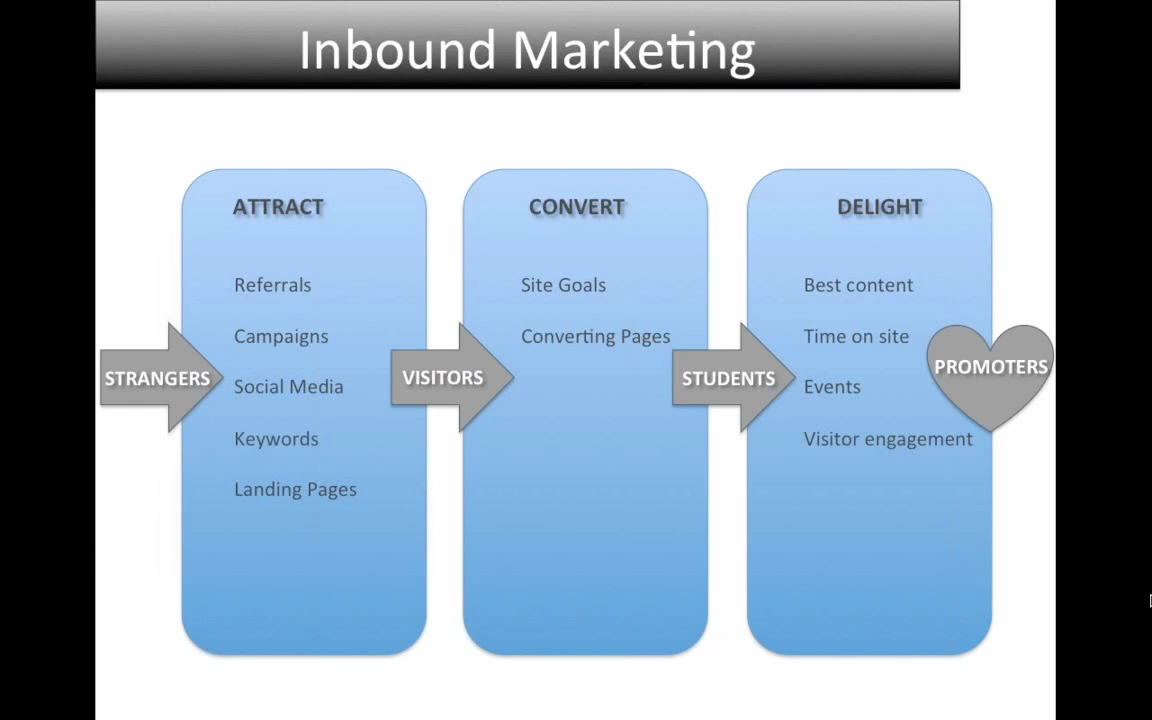 Inbound Marketing
ATTRACT
Referrals
Campaigns
Social Media
Keywords
Landing Pages
CONVERT
Site Goals
Converting Pages
DELIGHT
Best content
Time on site
Events
Visitor engagement
STRANGERS
VISITORS
STUDENTS
PROMOTERS